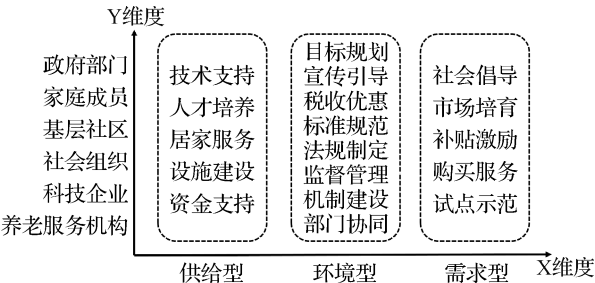 Y维度
政府部门
家庭成员
基层社区
社会组织
科技企业
养老服务机构
技术支持
人才培养
居家服务
设施建设
资金支持
目标规划
宣传引导
税收优惠
标准规范
法规制定
监督管理
机制建设
部门协同
社会倡导
市场培育
补贴激励
购买服务
试点示范
供给型
环境型
需求型
X维度